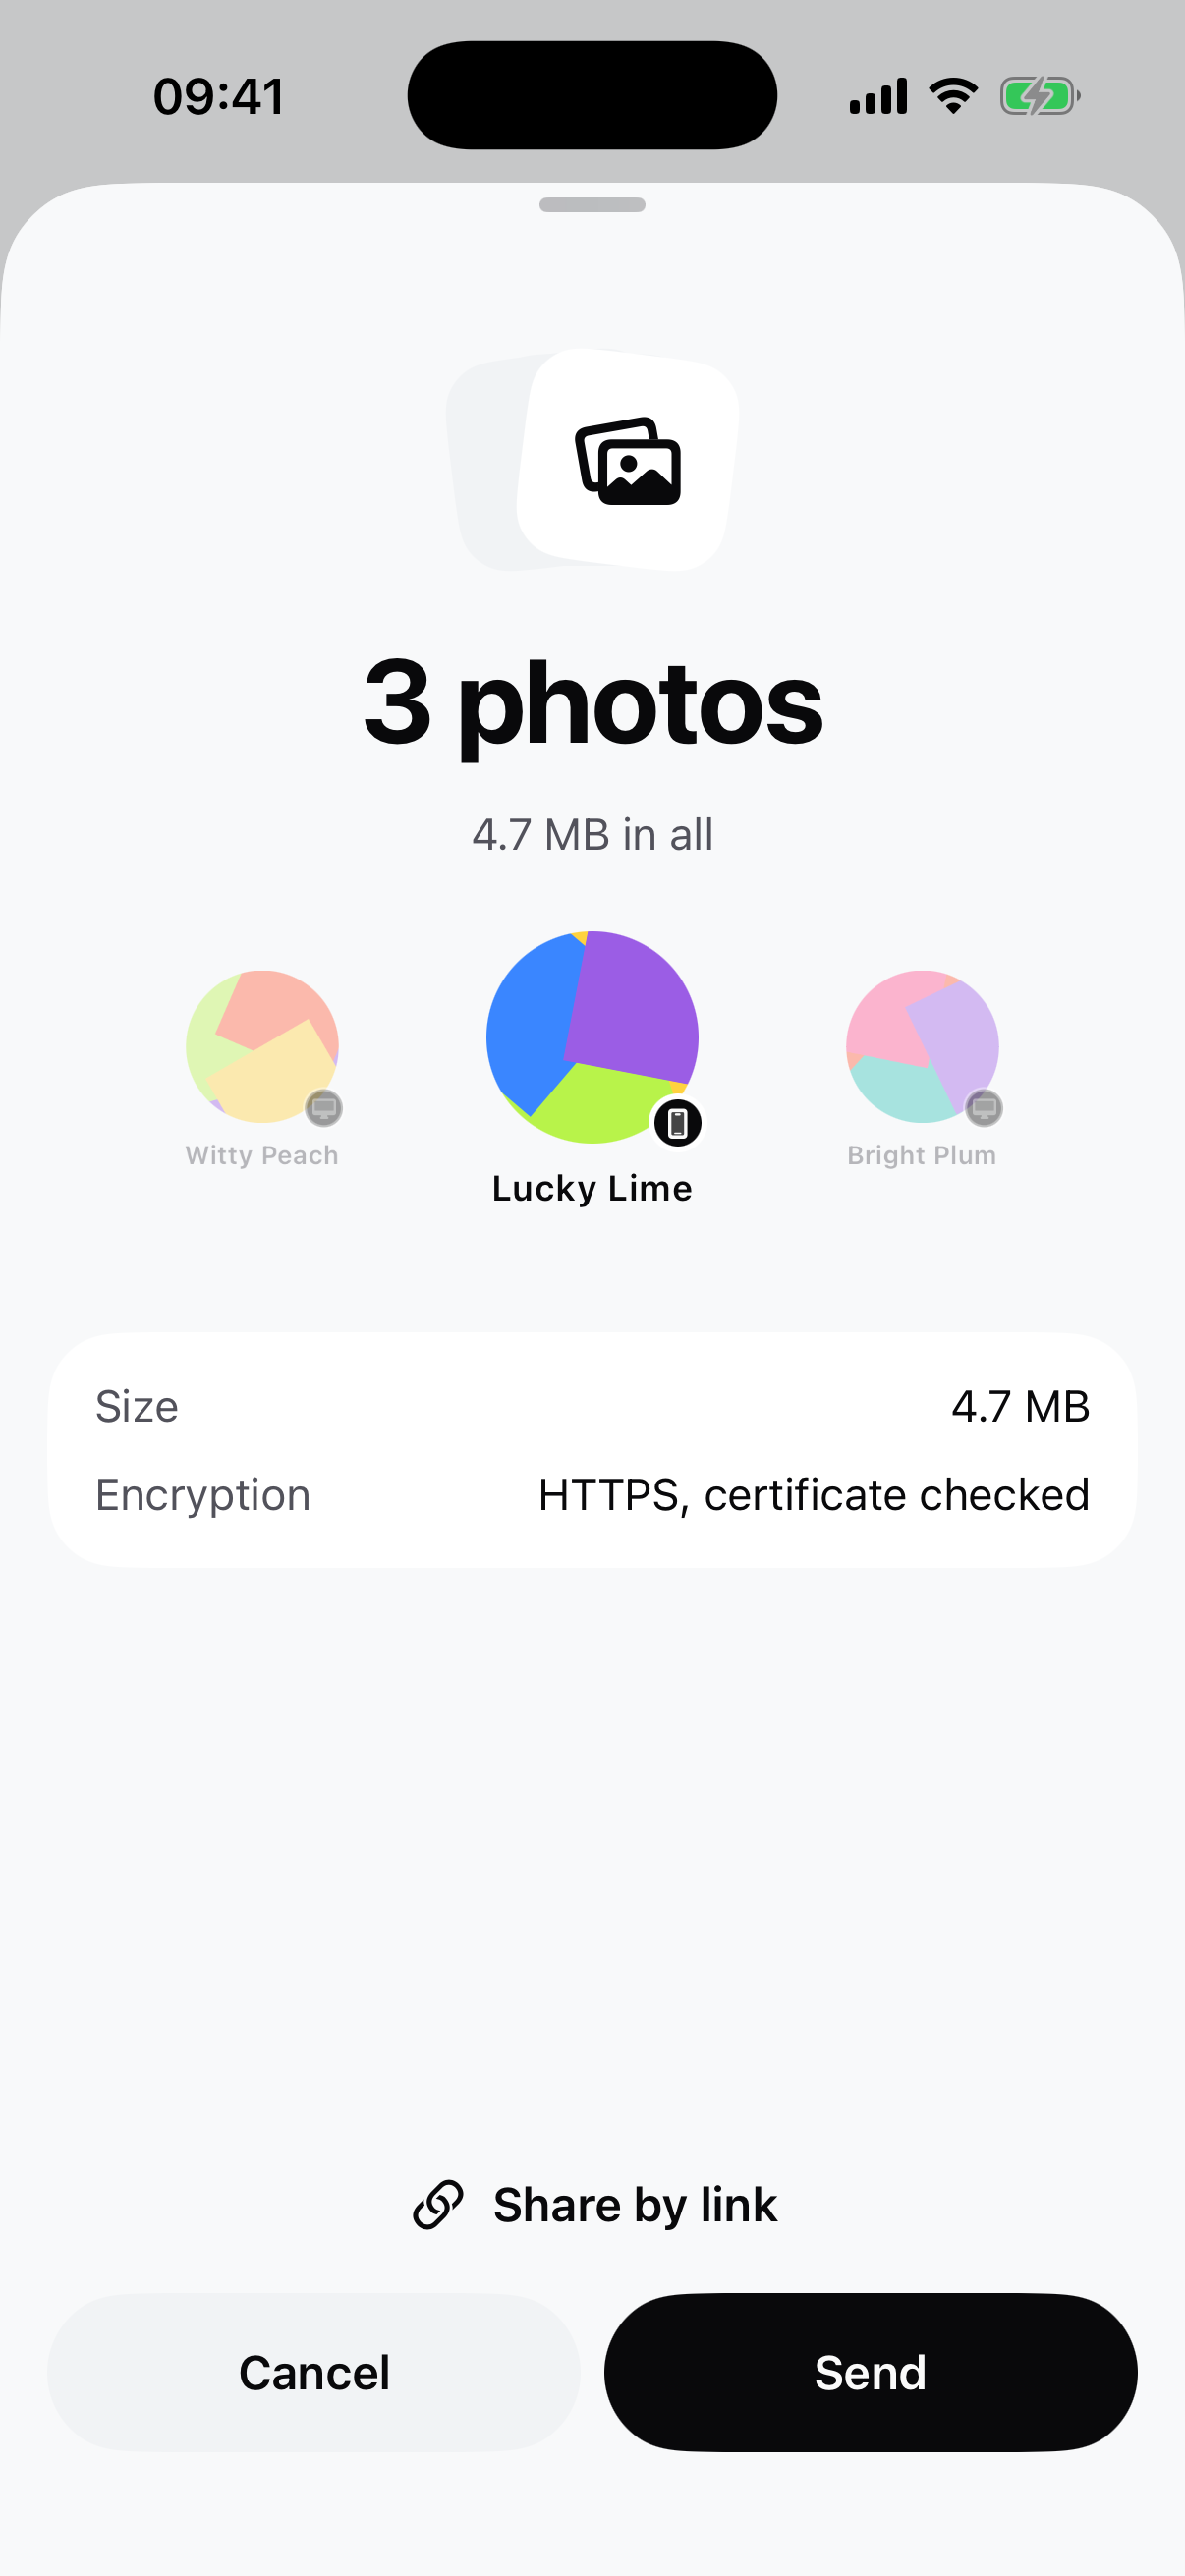 09:41
3 photos
4.7 MB in all
Witty Peach
Lucky Lime
Bright Plum
Size 4.7 MB
Encryption HTTPS, certificate checked
Share by link
Cancel Send